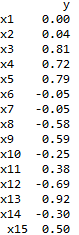 y
x1 0.00
x2 0.04
x3 0.81
x4 0.72
x5 0.79
x6 -0.05
x7 -0.05
x8 -0.58
x9 0.59
x10 -0.25
x11 0.38
x12 -0.69
x13 0.92
x14 -0.30
x15 0.50